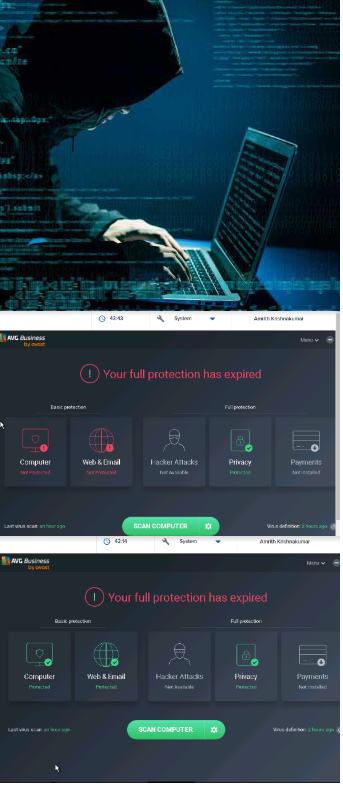 43:43 System Amrith Krishnakumar
AVG Business
by avast
Menu
Your full protection has expired
Basic protection Full protection
Computer Web & Email Hacker Attacks Privacy Payments
Not Protected Not Protected Not Available Protected Not Installed
Last virus scan: an hour ago SCAN COMPUTER Virus definition: 2 hours ago
42:14 System Amrith Krishnakumar
AVG Business
by avast
Menu
Your full protection has expired
Basic protection Full protection
Computer Web & Email Hacker Attacks Privacy Payments
Protected Protected Not Available Protected Not Installed
Last virus scan: an hour ago SCAN COMPUTER Virus definition: 2 hours ago